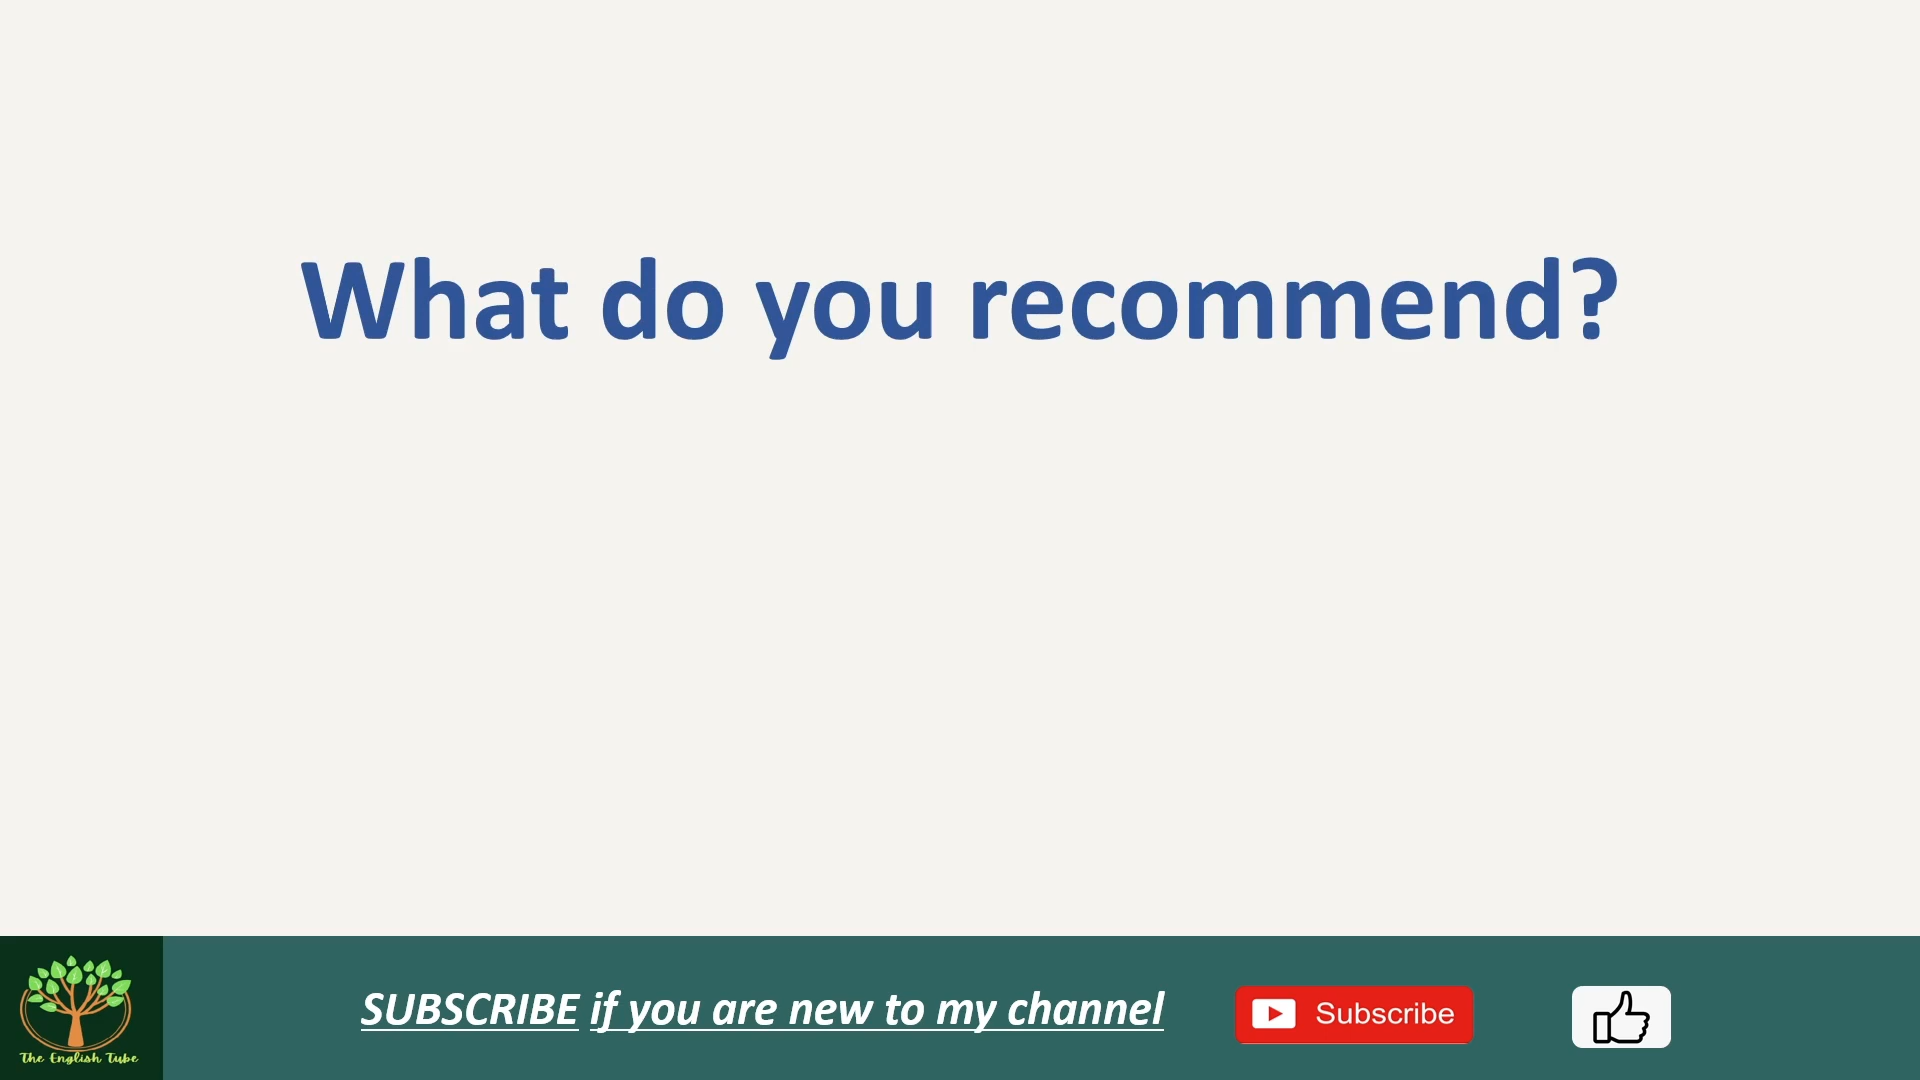 What do you recommend?
SUBSCRIBE if you are new to my channel
Subscribe
The English Tube